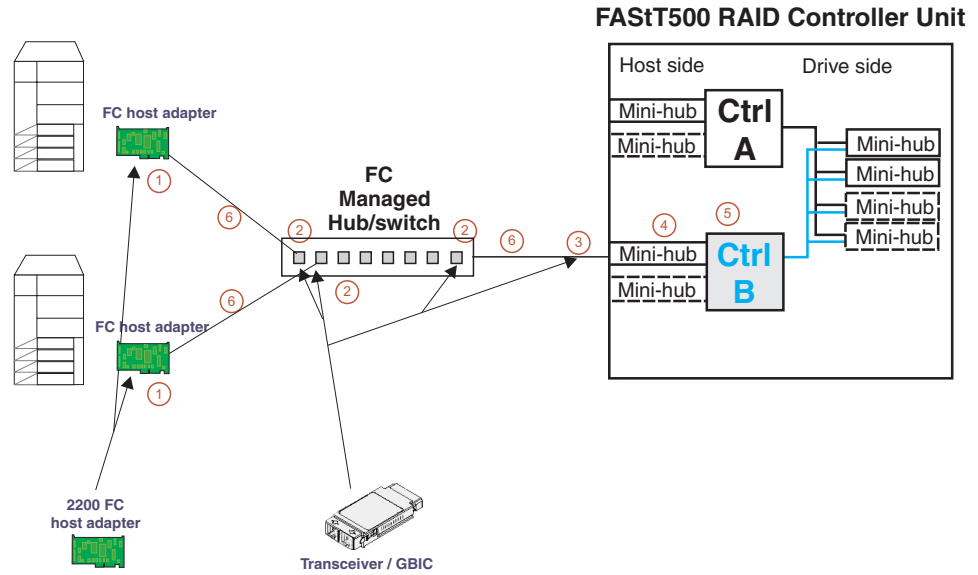 FAStT500 RAID Controller Unit
Host side
Drive side
FC host adapter
Mini-hub
Ctrl
A
Mini-hub
Mini-hub
Mini-hub
1
FC
Managed
Hub/switch
6
2
2
6
3
4
5
Mini-hub
Mini-hub
Mini-hub
Ctrl
B
Mini-hub
2
6
FC host adapter
1
2200 FC
host adapter
Transceiver / GBIC